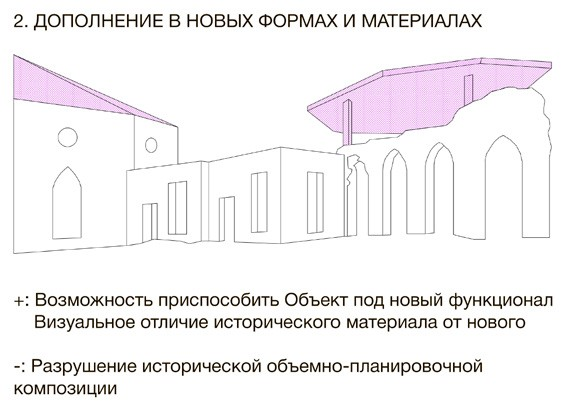 2. ДОПОЛНЕНИЕ В НОВЫХ ФОРМАХ И МАТЕРИАЛАХ
+: Возможность приспособить Объект под новый функционал
Визуальное отличие исторического материала от нового
-: Разрушение исторической объемно-планировочной
композиции